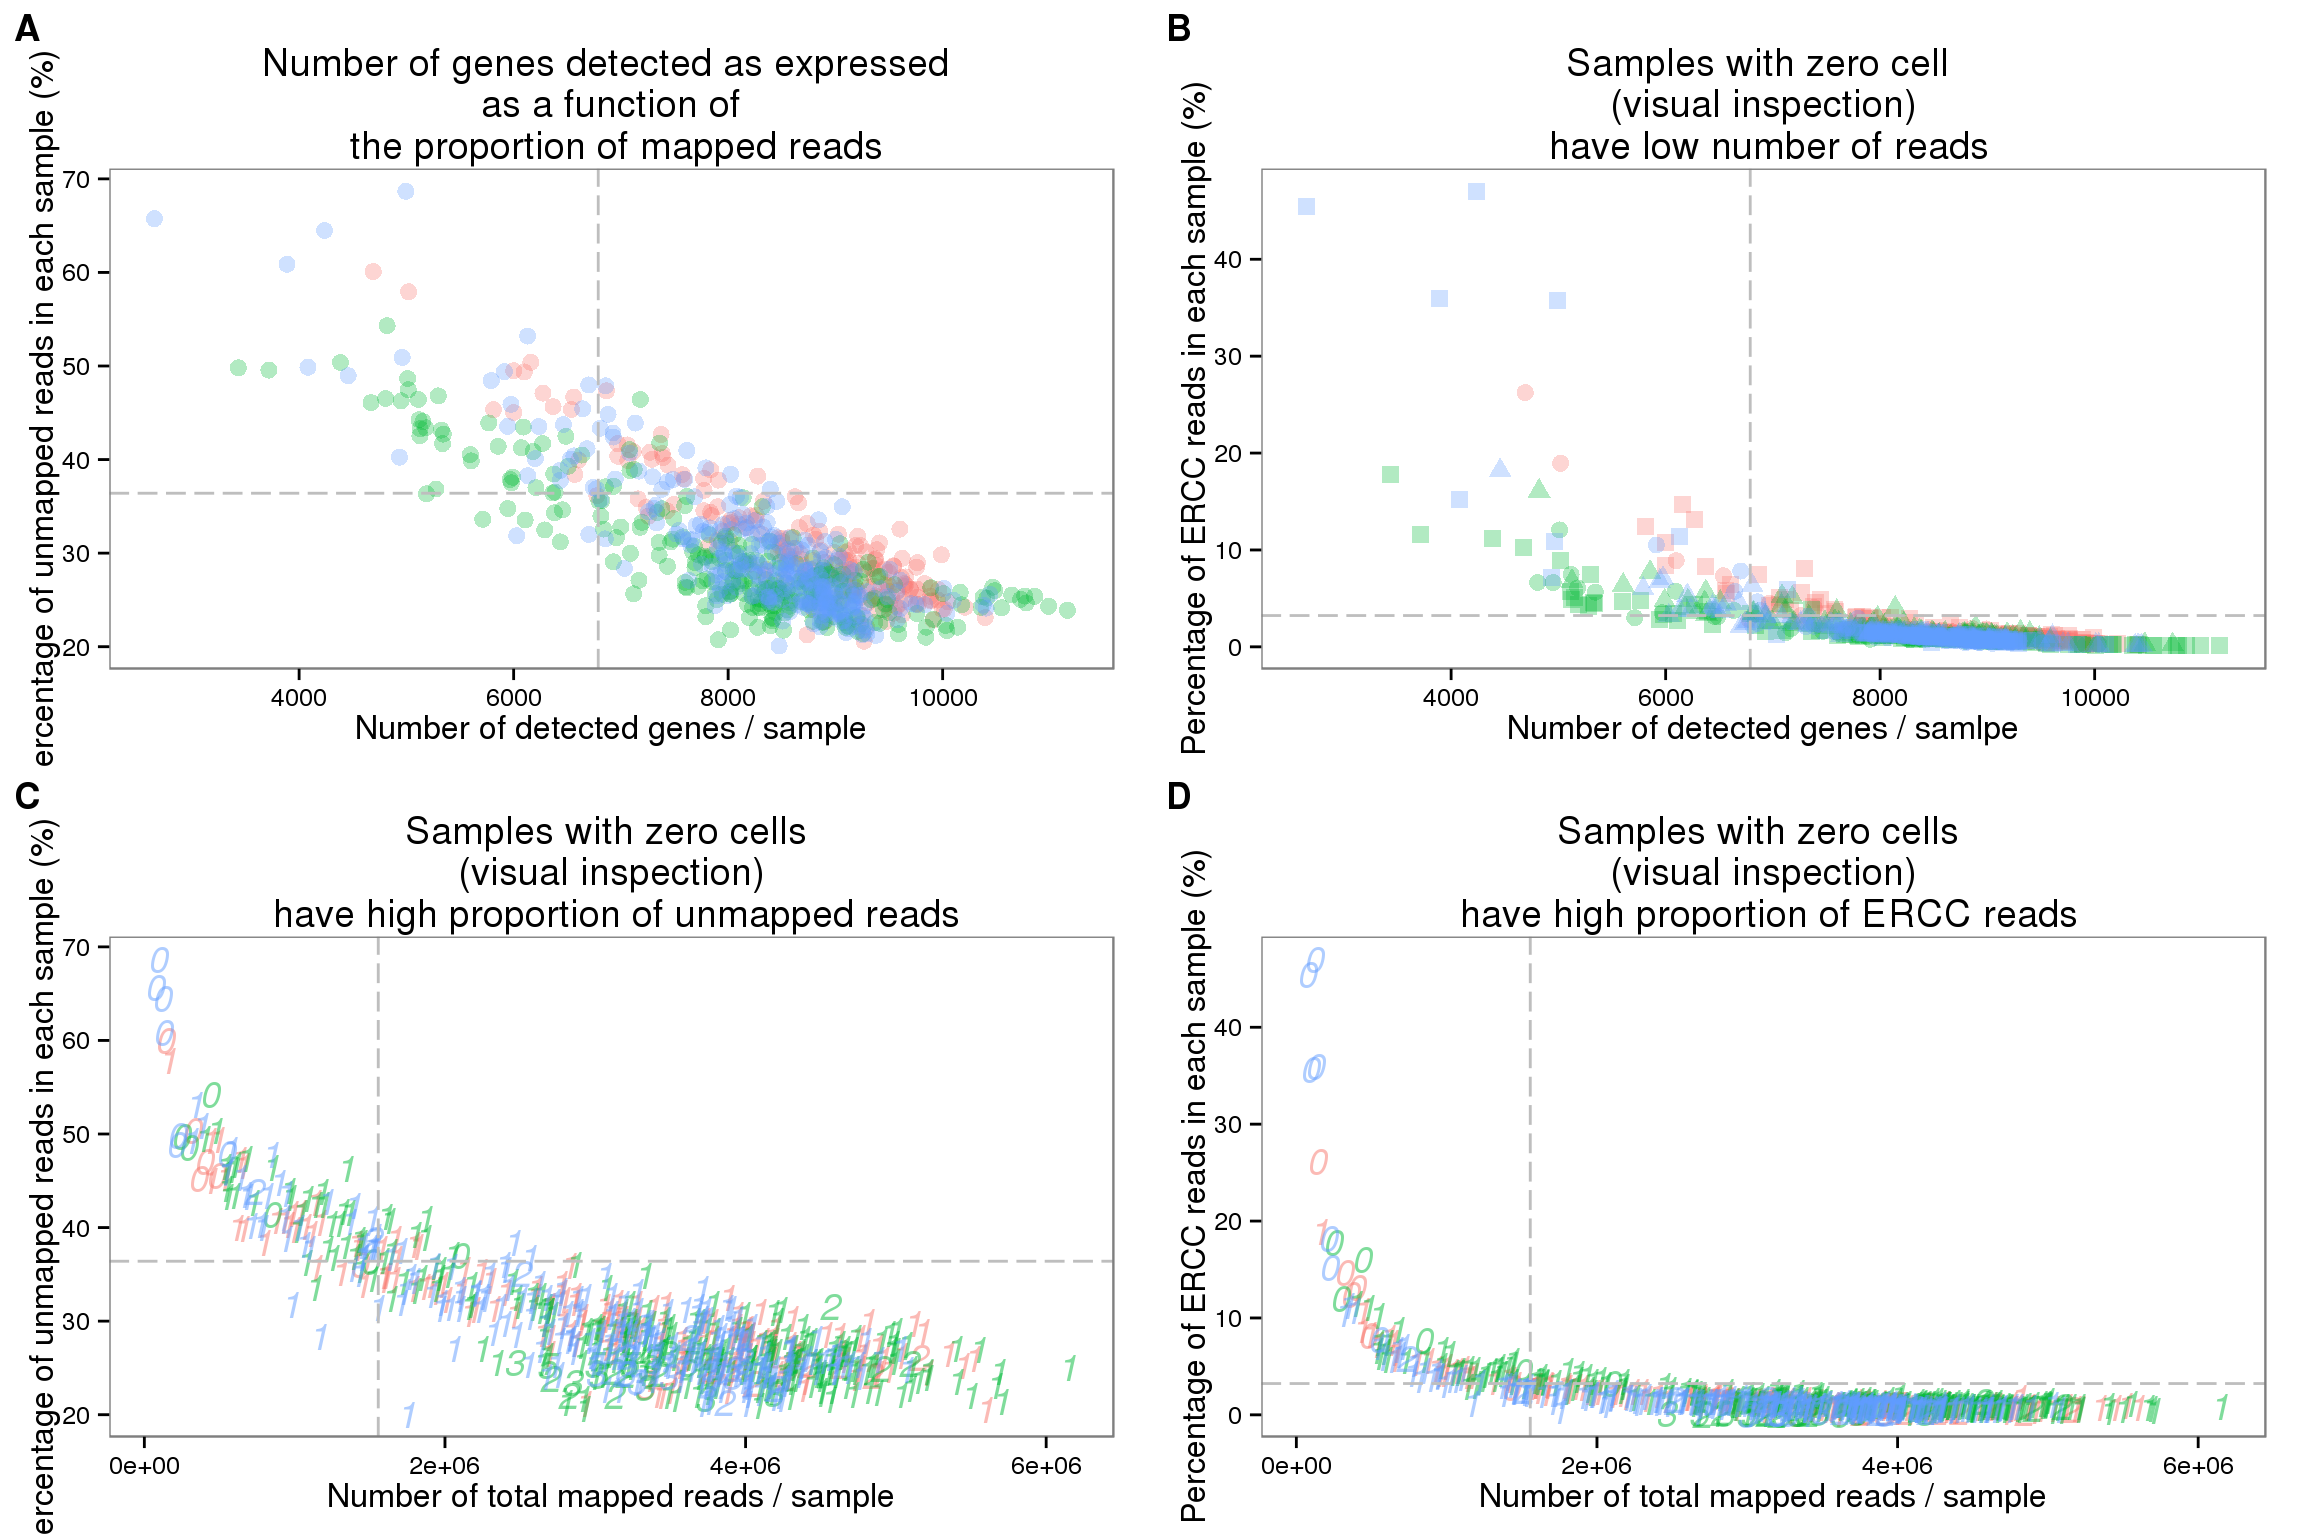 A
Number of genes detected as expressed
as a function of
the proportion of mapped reads
ercentage of unmapped reads in each sample (%)
70
60
50
40
30
20
4000 6000 8000 10000
Number of detected genes / sample
B
Samples with zero cell
(visual inspection)
have low number of reads
Percentage of ERCC reads in each sample (%)
40
30
20
10
0
4000 6000 8000 10000
Number of detected genes / samlpe
C
Samples with zero cells
(visual inspection)
have high proportion of unmapped reads
ercentage of unmapped reads in each sample (%)
70
60
50
40
30
20
0e+00 2e+06 4e+06 6e+06
Number of total mapped reads / sample
D
Samples with zero cells
(visual inspection)
have high proportion of ERCC reads
Percentage of ERCC reads in each sample (%)
40
30
20
10
0
0e+00 2e+06 4e+06 6e+06
Number of total mapped reads / sample